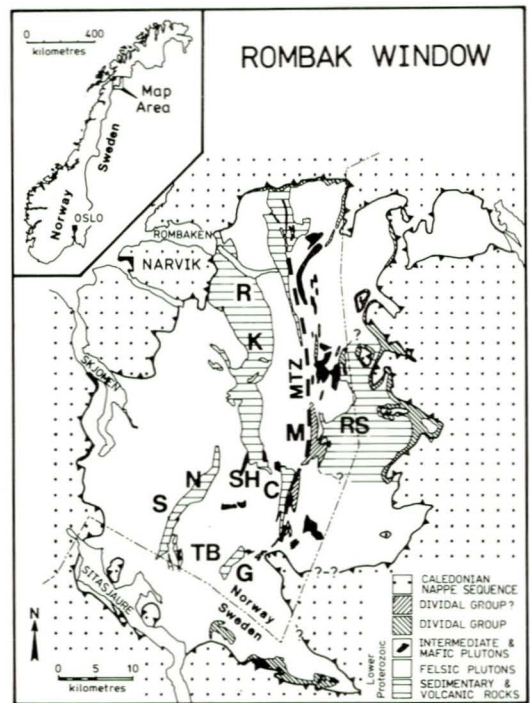 0 400
kilometres
Map
Area
Norway
Sweden
OSLO
ROMBAK WINDOW
ROMBAKEN
NARVIK
R
K
SKJOMEN
MTZ
?
M
RS
SH
N
C
?
S
TB
G
?-?
SITASJAURE
Norway
Sweden
N
0 5 10
kilometres
Lower
Proterozoic
CALEDONIAN
NAPPE SEQUENCE
DIVIDAL GROUP?
DIVIDAL GROUP
INTERMEDIATE &
MAFIC PLUTONS
FELSIC PLUTONS
SEDIMENTARY &
VOLCANIC ROCKS